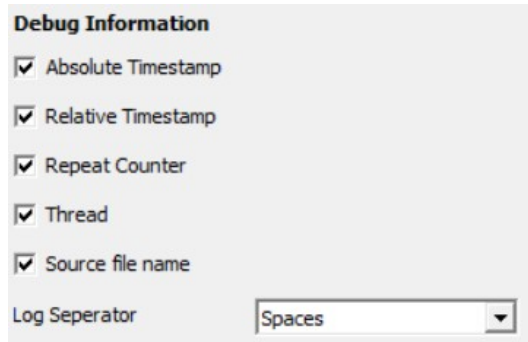 Debug Information
Absolute Timestamp
Relative Timestamp
Repeat Counter
Thread
Source file name
Log Seperator Spaces